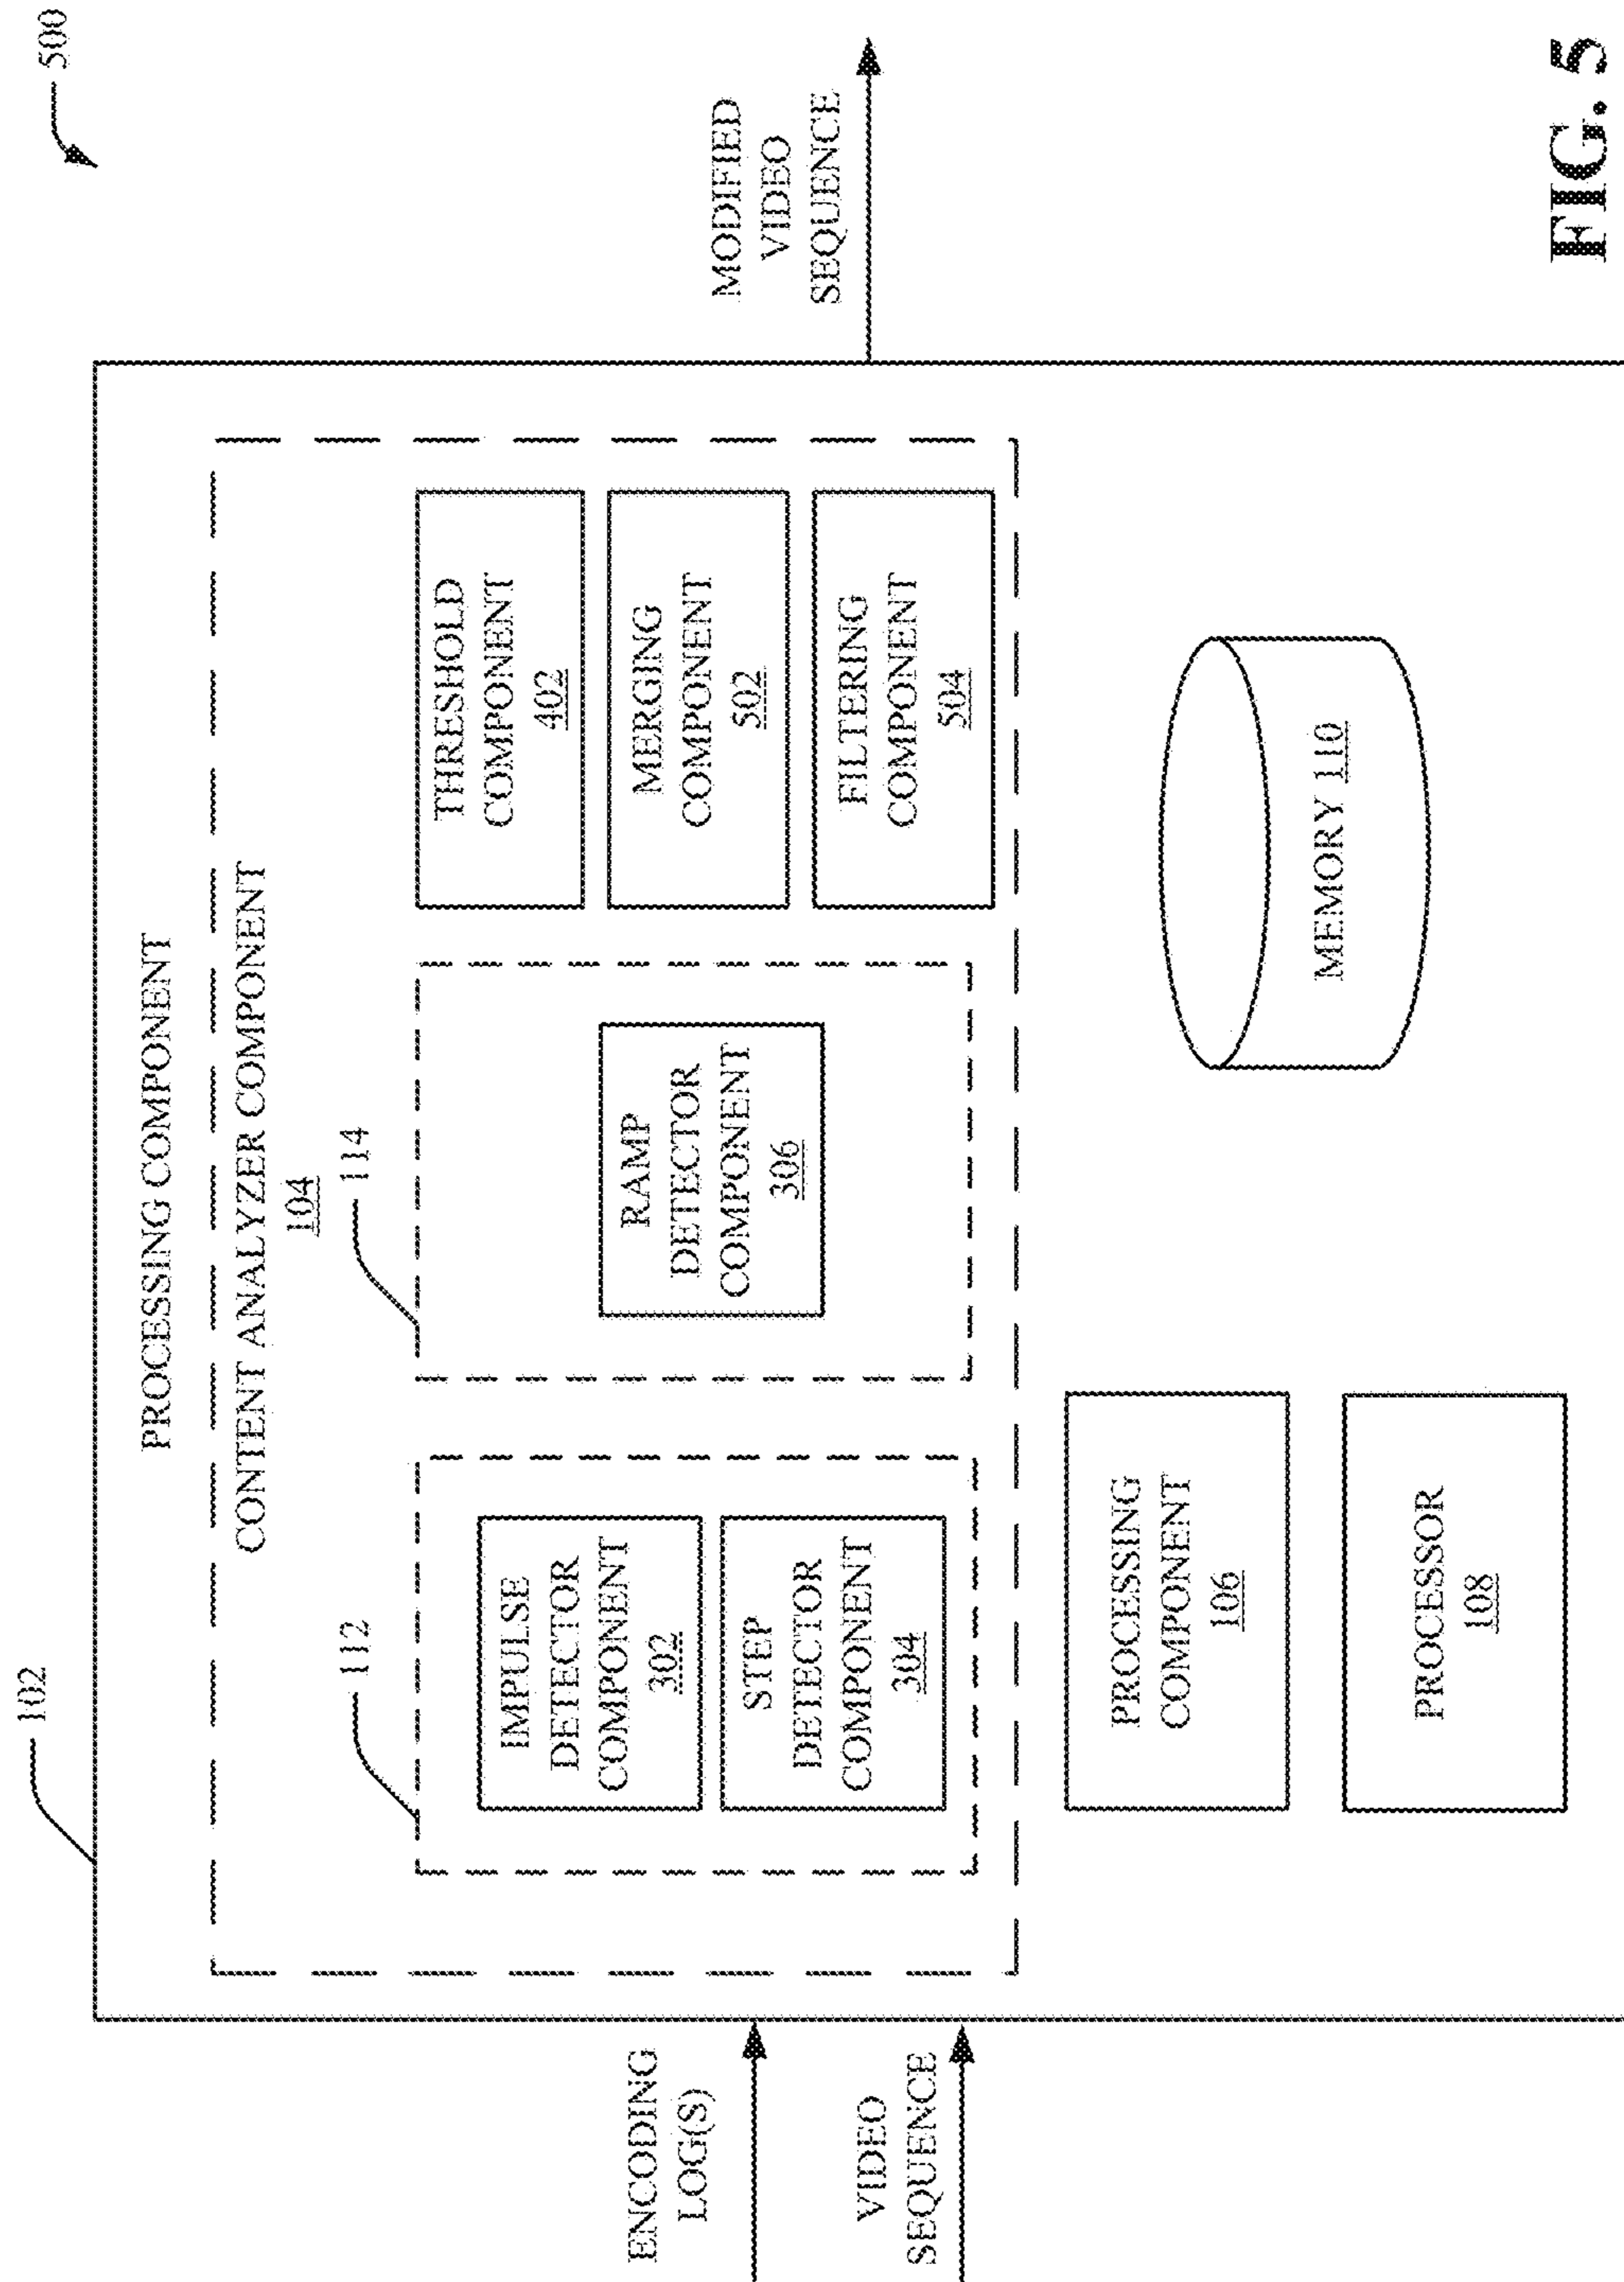 500
102
PROCESSING COMPONENT
CONTENT ANALYZER COMPONENT
104
112
114
IMPULSE
DETECTOR
COMPONENT
302
STEP
DETECTOR
COMPONENT
304
RAMP
DETECTOR
COMPONENT
306
THRESHOLD
COMPONENT
402
MERGING
COMPONENT
502
FILTERING
COMPONENT
504
ENCODING
LOG(S)
VIDEO
SEQUENCE
MODIFIED
VIDEO
SEQUENCE
PROCESSING
COMPONENT
106
PROCESSOR
108
MEMORY 110
FIG. 5